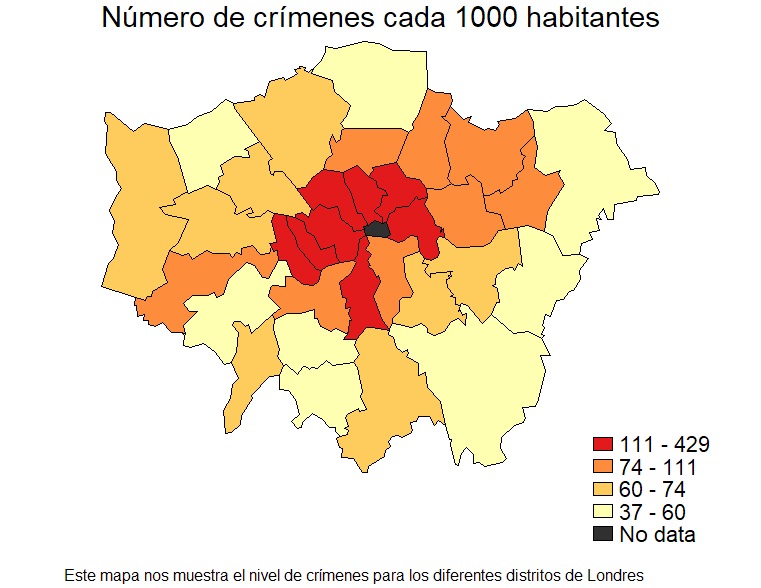 Número de crímenes cada 1000 habitantes
111 - 429
74 - 111
60 - 74
37 - 60
No data
Este mapa nos muestra el nivel de crímenes para los diferentes distritos de Londres